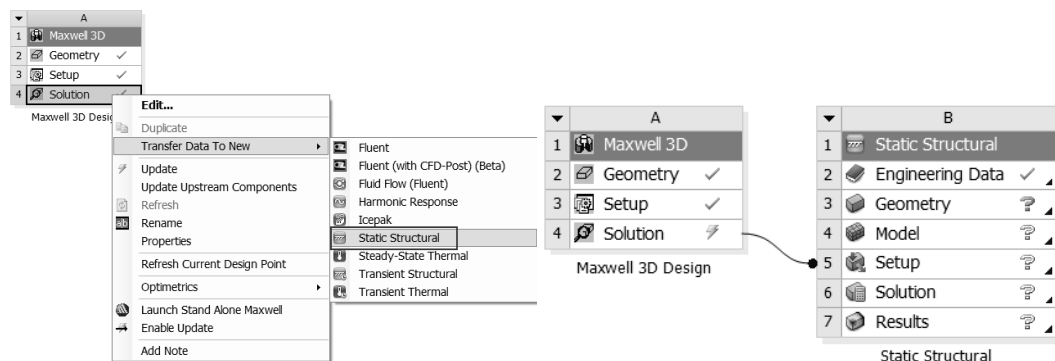 A
1 Maxwell 3D
2 Geometry
3 Setup
4 Solution
Maxwell 3D Desig
Edit...
Duplicate
Transfer Data To New
Update
Update Upstream Components
Refresh
Rename
Properties
Refresh Current Design Point
Optimetrics
Launch Stand Alone Maxwell
Enable Update
Add Note
Fluent
Fluent (with CFD-Post) (Beta)
Fluid Flow (Fluent)
Harmonic Response
Icepak
Static Structural
Steady-State Thermal
Transient Structural
Transient Thermal
A
1 Maxwell 3D
2 Geometry
3 Setup
4 Solution
Maxwell 3D Design
B
1 Static Structural
2 Engineering Data
3 Geometry
4 Model
5 Setup
6 Solution
7 Results
Static Structural